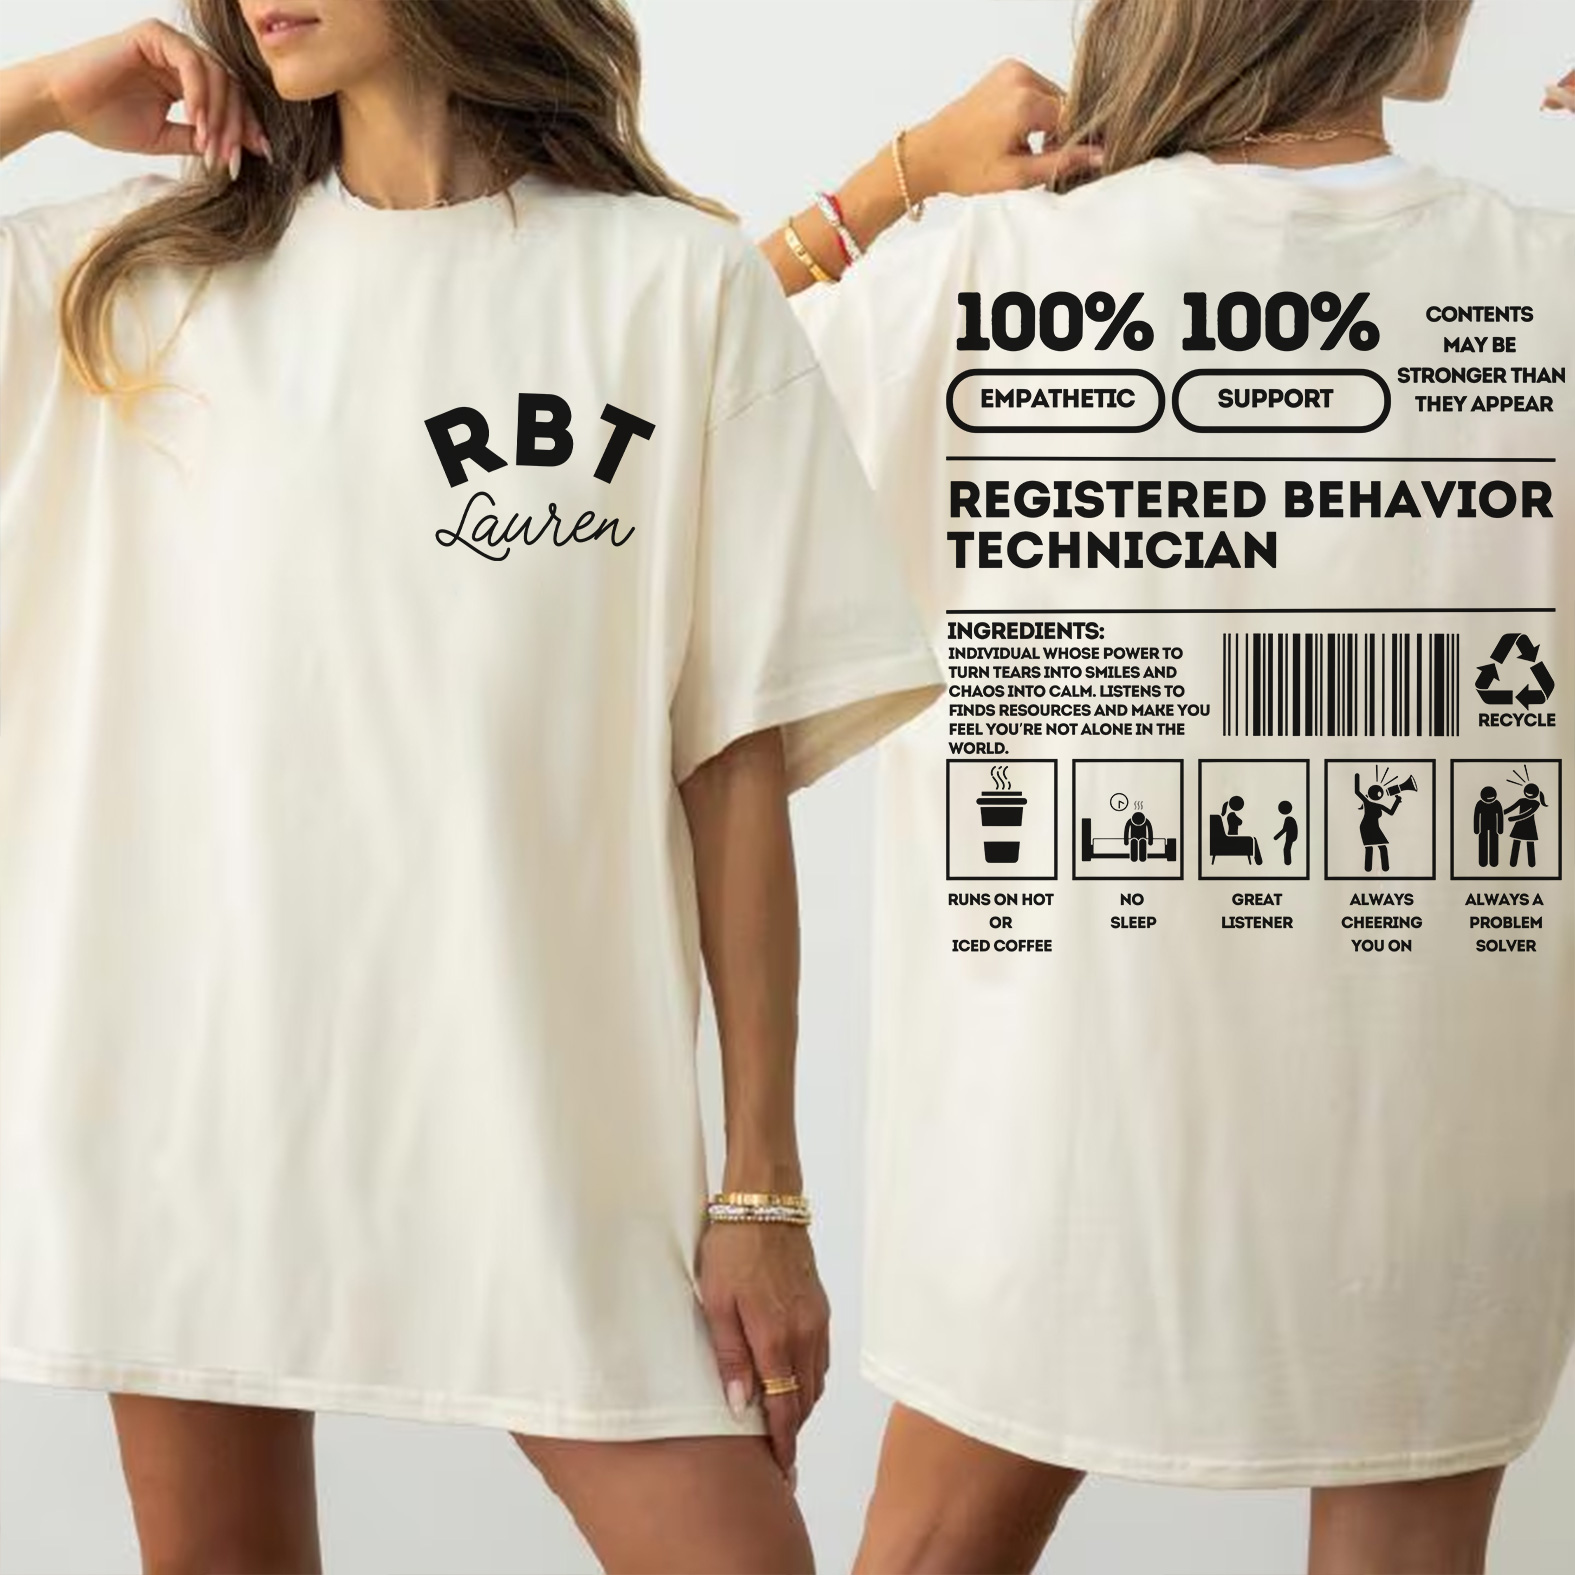 RBT
Lauren
100% 100%
EMPATHETIC SUPPORT
CONTENTS
MAY BE
STRONGER THAN
THEY APPEAR
REGISTERED BEHAVIOR
TECHNICIAN
INGREDIENTS:
INDIVIDUAL WHOSE POWER TO
TURN TEARS INTO SMILES AND
CHAOS INTO CALM. LISTENS TO
FINDS RESOURCES AND MAKE YOU
FEEL YOU'RE NOT ALONE IN THE
WORLD.
RECYCLE
RUNS ON HOT
OR
ICED COFFEE
NO
SLEEP
GREAT
LISTENER
ALWAYS
CHEERING
YOU ON
ALWAYS A
PROBLEM
SOLVER